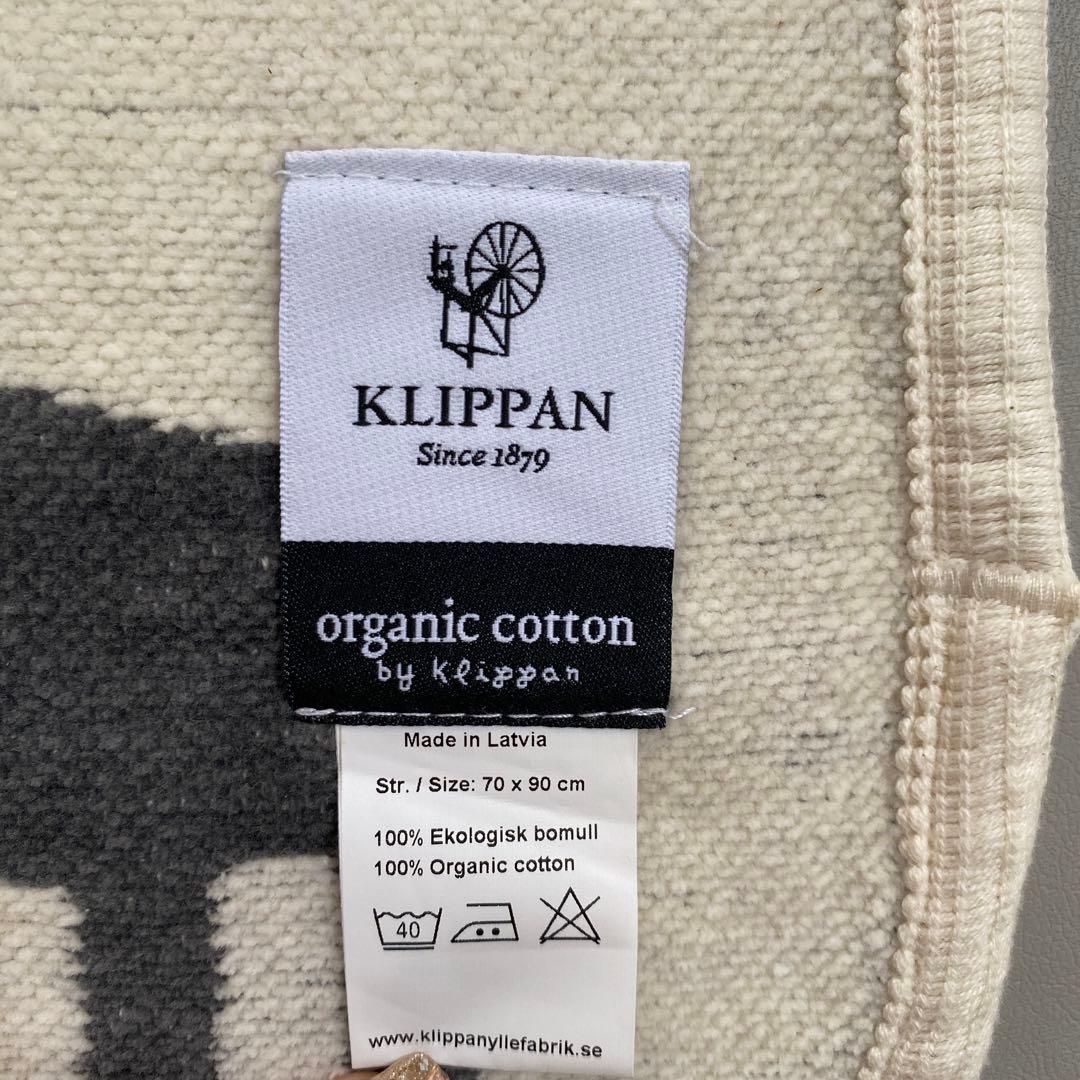 KLIPPAN
Since 1879
organic cotton
by klippan
Made in Latvia
Str. / Size: 70 x 90 cm
100% Ekologisk bomull
100% Organic cotton
40
www.klippanyllefabrik.se